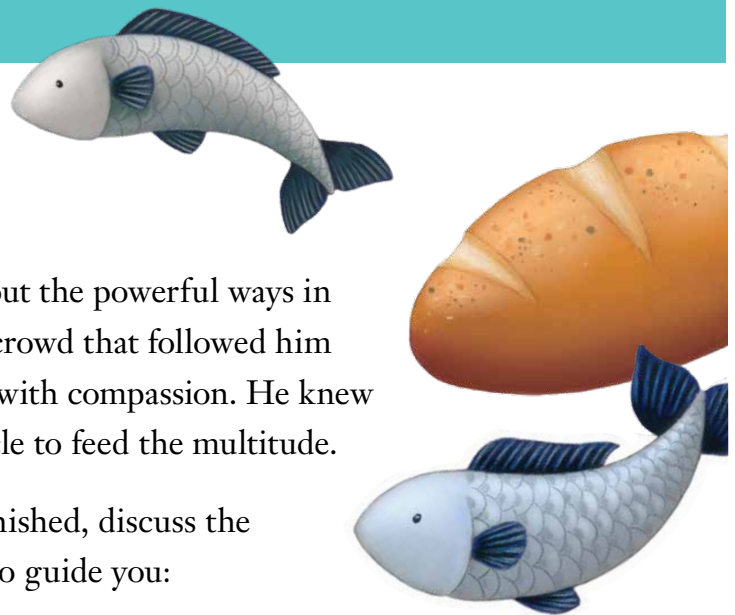 out the powerful ways in
crowd that followed him
with compassion. He knew
cle to feed the multitude.
nished, discuss the
o guide you: